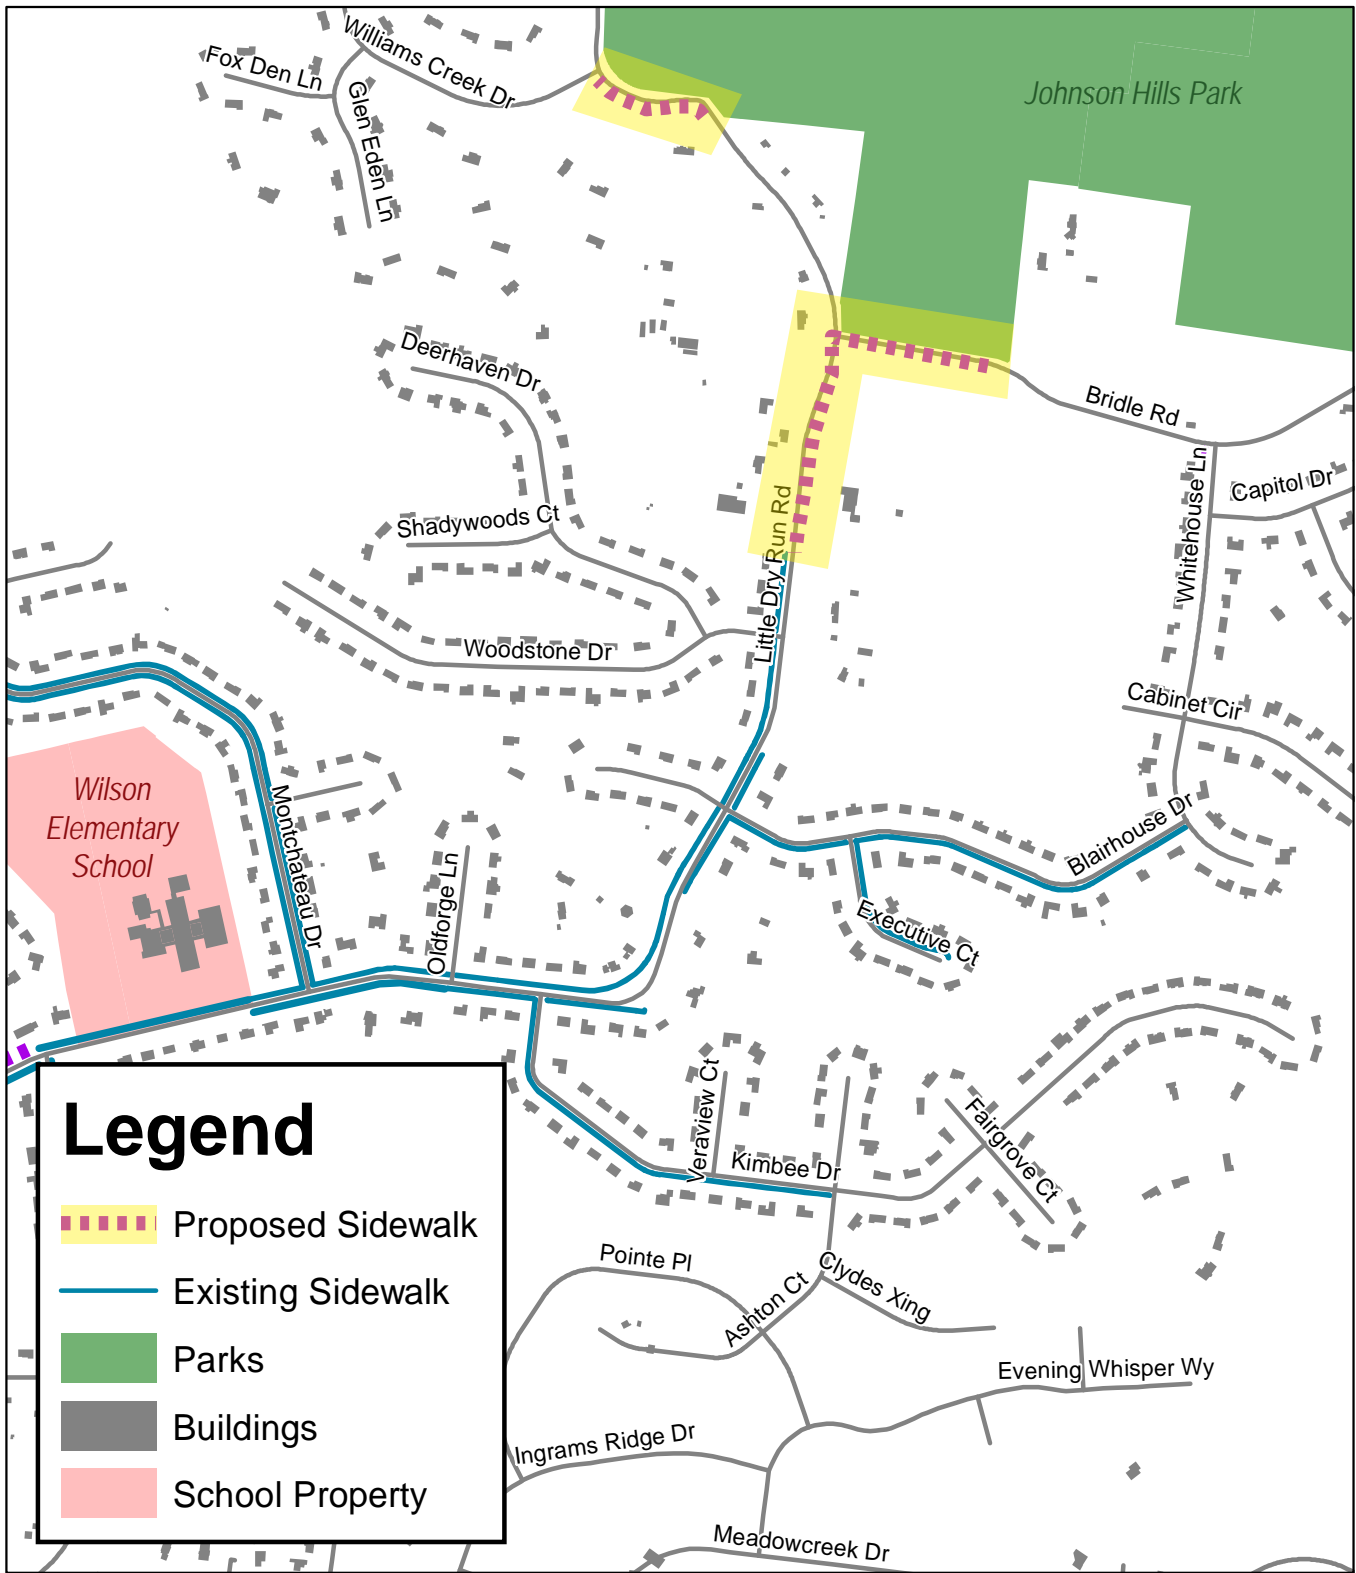 Williams Creek Dr
Fox Den Ln
Glen Eden Ln
Johnson Hills Park
Deerhaven Dr
Bridle Rd
Whitehouse Ln
Capitol Dr
Shadywoods Ct
Little Dry Run Rd
Woodstone Dr
Cabinet Cir
Wilson
Elementary
School
Montchateau Dr
Blairhouse Dr
Oldforge Ln
Executive Ct
Veraview Ct
Kimbee Dr
Fairgrove Ct
Pointe Pl
Ashton Ct
Clydes Xing
Evening Whisper Wy
Ingrams Ridge Dr
Meadowcreek Dr
Legend
Proposed Sidewalk
Existing Sidewalk
Parks
Buildings
School Property